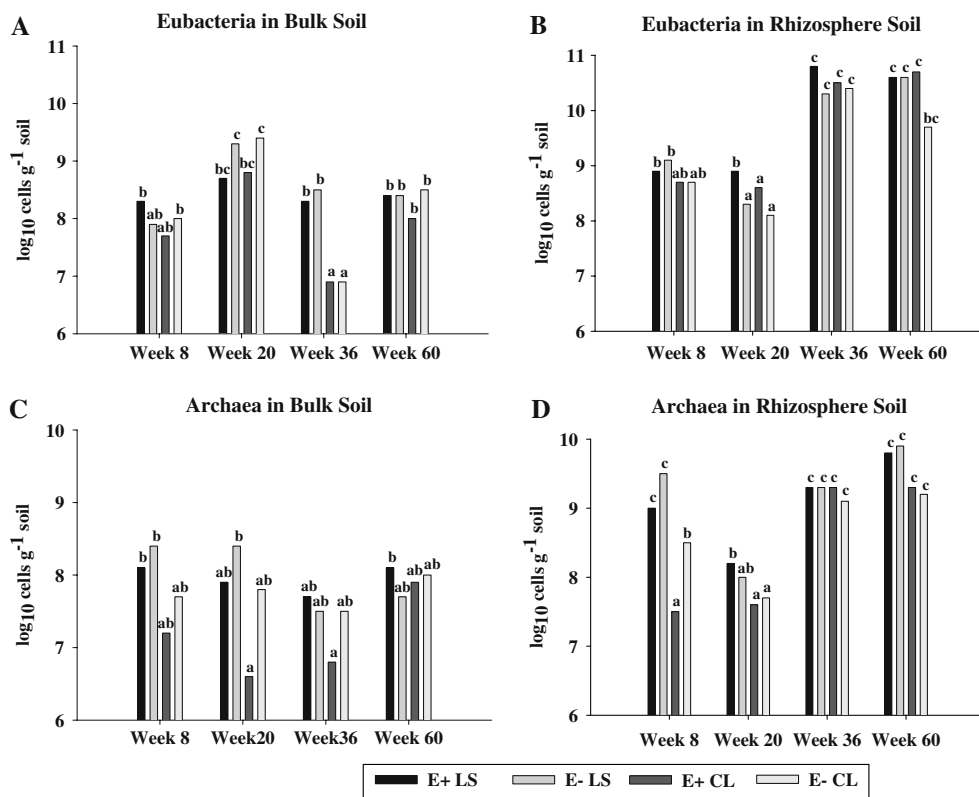 A
Eubacteria in Bulk Soil
log10 cells g-1 soil
11
10
9
8
7
6
b ab ab b
bc c bc c
b b a a
b b b b
Week 8 Week 20 Week 36 Week 60
B
Eubacteria in Rhizosphere Soil
log10 cells g-1 soil
11
10
9
8
7
6
b b ab ab
b a a a
c c c c
c c c bc
Week 8 Week 20 Week 36 Week 60
C
Archaea in Bulk Soil
log10 cells g-1 soil
10
9
8
7
6
b b ab ab
ab b a ab
ab ab a ab
b ab ab ab
Week 8 Week20 Week36 Week 60
D
Archaea in Rhizosphere Soil
log10 cells g-1 soil
10
9
8
7
6
c c a b
b ab a a
c c c c
c c c c
Week 8 Week 20 Week 36 Week 60
E+ LS E- LS E+ CL E- CL